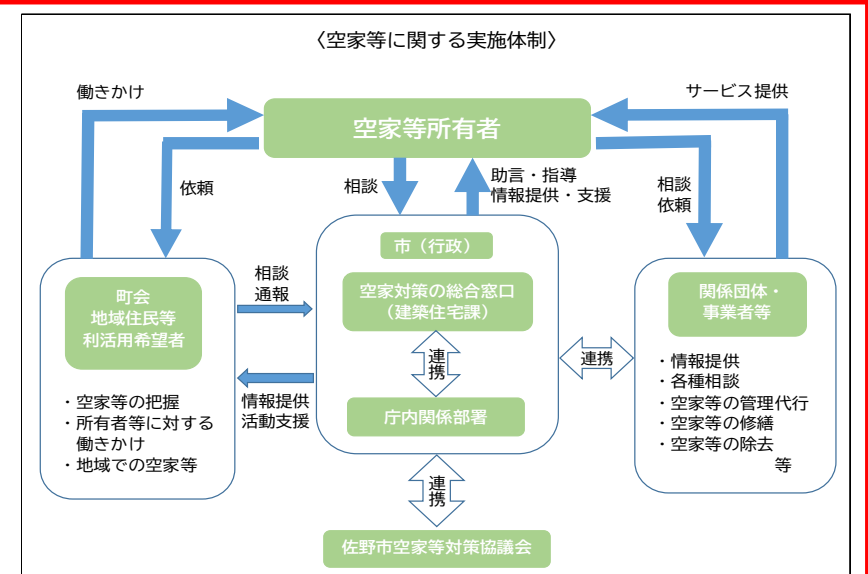 〈空家等に関する実施体制〉
働きかけ
サービス提供
空家等所有者
依頼
相談
助言・指導
情報提供・支援
相談
依頼
市（行政）
空家対策の総合窓口
（建築住宅課）
連携
庁内関係部署
町会
地域住民等
利活用希望者
・空家等の把握
・所有者等に対する
働きかけ
・地域での空家等
相談
通報
情報提供
活動支援
連携
関係団体・
事業者等
・情報提供
・各種相談
・空家等の管理代行
・空家等の修繕
・空家等の除去
等
連携
佐野市空家等対策協議会